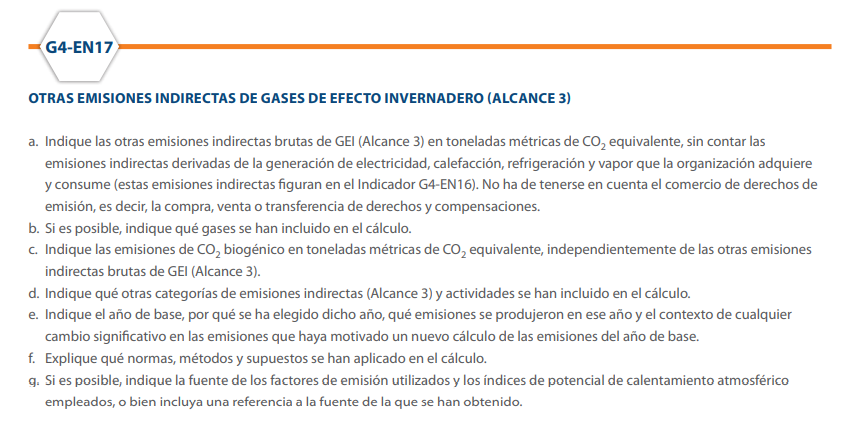 G4-EN17
OTRAS EMISIONES INDIRECTAS DE GASES DE EFECTO INVERNADERO (ALCANCE 3)
a. Indique las otras emisiones indirectas brutas de GEI (Alcance 3) en toneladas métricas de CO2 equivalente, sin contar las
emisiones indirectas derivadas de la generación de electricidad, calefacción, refrigeración y vapor que la organización adquiere
y consume (estas emisiones indirectas figuran en el Indicador G4-EN16). No ha de tenerse en cuenta el comercio de derechos de
emisión, es decir, la compra, venta o transferencia de derechos y compensaciones.
b. Si es posible, indique qué gases se han incluido en el cálculo.
c. Indique las emisiones de CO2 biogénico en toneladas métricas de CO2 equivalente, independientemente de las otras emisiones
indirectas brutas de GEI (Alcance 3).
d. Indique qué otras categorías de emisiones indirectas (Alcance 3) y actividades se han incluido en el cálculo.
e. Indique el año de base, por qué se ha elegido dicho año, qué emisiones se produjeron en ese año y el contexto de cualquier
cambio significativo en las emisiones que haya motivado un nuevo cálculo de las emisiones del año de base.
f. Explique qué normas, métodos y supuestos se han aplicado en el cálculo.
g. Si es posible, indique la fuente de los factores de emisión utilizados y los índices de potencial de calentamiento atmosférico
empleados, o bien incluya una referencia a la fuente de la que se han obtenido.